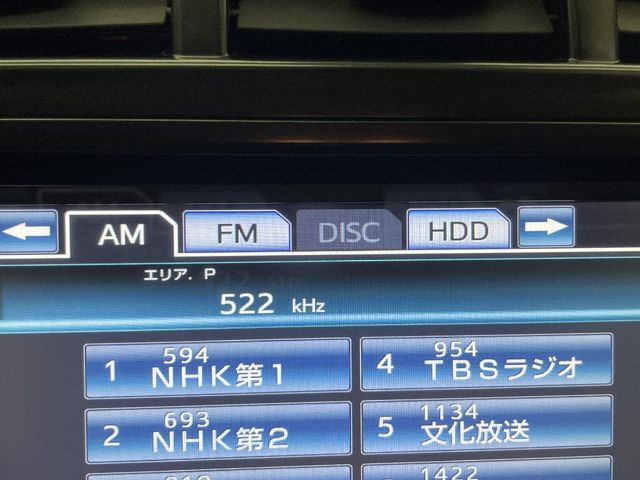 AM FM DISC HDD
エリア. P
522 kHz
1 594 NHK第1
4 954 TBSラジオ
2 693 NHK第2
5 1134 文化放送
1422